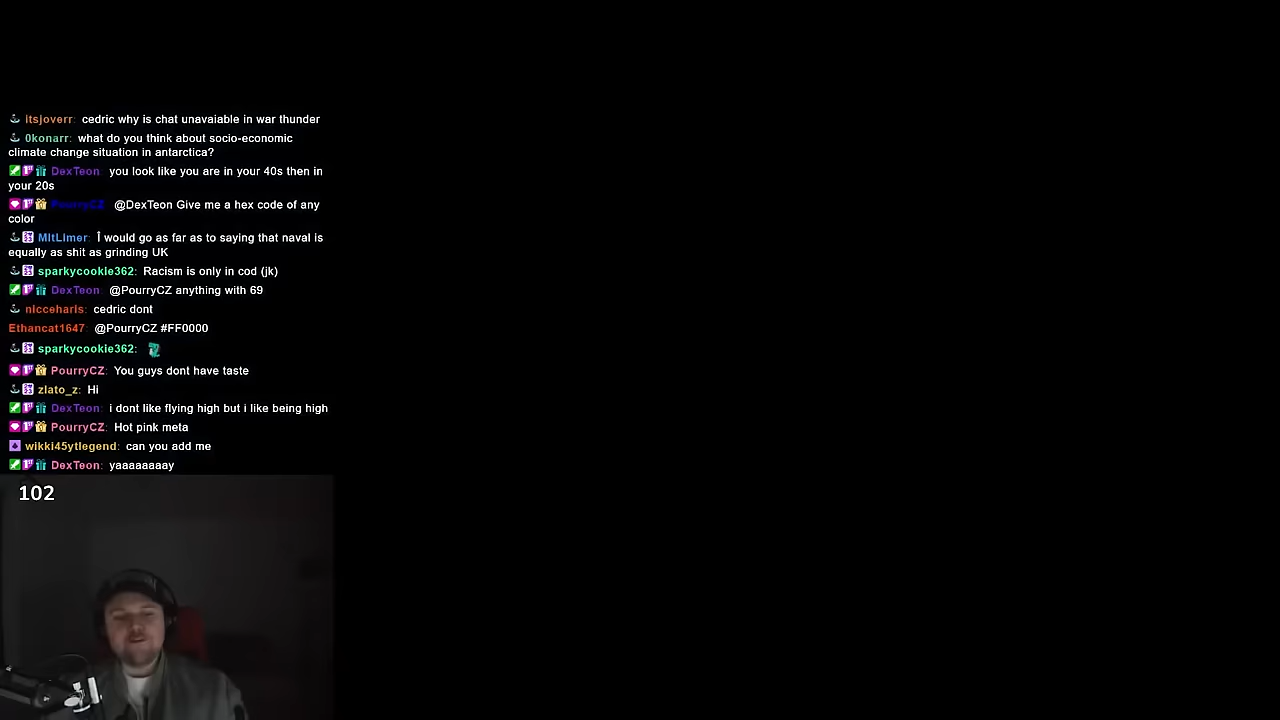 itsjoverr: cedric why is chat unavaiable in war thunder
0konarr: what do you think about socio-economic
climate change situation in antarctica?
DexTeon: you look like you are in your 40s then in
your 20s
PourryCZ: @DexTeon Give me a hex code of any
color
MltLimer: I would go as far as to saying that naval is
equally as shit as grinding UK
sparkycookie362: Racism is only in cod (jk)
DexTeon: @PourryCZ anything with 69
nicceharis: cedric dont
Ethancat1647: @PourryCZ #FF0000
sparkycookie362:
PourryCZ: You guys dont have taste
zlato_z: Hi
DexTeon: i dont like flying high but i like being high
PourryCZ: Hot pink meta
wikki45ytlegend: can you add me
DexTeon: yaaaaaaaay
102